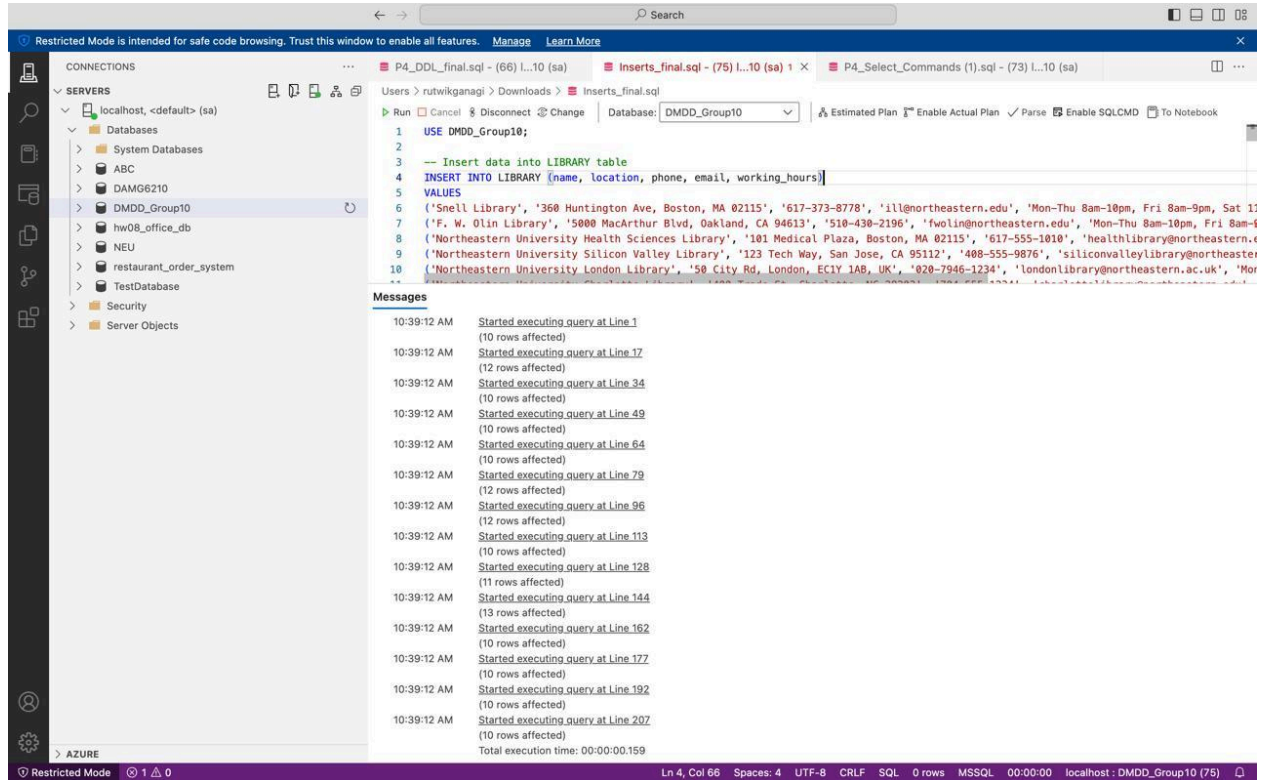 Search
Restricted Mode is intended for safe code browsing. Trust this window to enable all features. Manage Learn More
CONNECTIONS
SERVERS
localhost, <default> (sa)
Databases
System Databases
ABC
DAMG6210
DMDD_Group10
hw08_office_db
NEU
restaurant_order_system
TestDatabase
Security
Server Objects
AZURE
P4_DDL_final.sql - (66) l...10 (sa) Inserts_final.sql - (75) l...10 (sa) 1 P4_Select_Commands (1).sql - (73) l...10 (sa)
Users > rutwikganagi > Downloads > Inserts_final.sql
Run Cancel Disconnect Change Database: DMDD_Group10 Estimated Plan Enable Actual Plan Parse Enable SQLCMD To Notebook
1 USE DMDD_Group10;
2
3 -- Insert data into LIBRARY table
4 INSERT INTO LIBRARY (name, location, phone, email, working_hours)
5 VALUES
6 ('Snell Library', '360 Huntington Ave, Boston, MA 02115', '617-373-8778', 'ill@northeastern.edu', 'Mon-Thu 8am-10pm, Fri 8am-9pm, Sat 11
7 ('F. W. Olin Library', '5000 MacArthur Blvd, Oakland, CA 94613', '510-430-2196', 'fwolin@northeastern.edu', 'Mon-Thu 8am-10pm, Fri 8am-
8 ('Northeastern University Health Sciences Library', '101 Medical Plaza, Boston, MA 02115', '617-555-1010', 'healthlibrary@northeastern.e
9 ('Northeastern University Silicon Valley Library', '123 Tech Way, San Jose, CA 95112', '408-555-9876', 'siliconvalleylibrary@northeaster
10 ('Northeastern University London Library', '50 City Rd, London, EC1Y 1AB, UK', '020-7946-1234', 'londonlibrary@northeastern.ac.uk', 'Mon
Messages
10:39:12 AM Started executing query at Line 1
(10 rows affected)
10:39:12 AM Started executing query at Line 17
(12 rows affected)
10:39:12 AM Started executing query at Line 34
(10 rows affected)
10:39:12 AM Started executing query at Line 49
(10 rows affected)
10:39:12 AM Started executing query at Line 64
(10 rows affected)
10:39:12 AM Started executing query at Line 79
(12 rows affected)
10:39:12 AM Started executing query at Line 96
(12 rows affected)
10:39:12 AM Started executing query at Line 113
(10 rows affected)
10:39:12 AM Started executing query at Line 128
(11 rows affected)
10:39:12 AM Started executing query at Line 144
(13 rows affected)
10:39:12 AM Started executing query at Line 162
(10 rows affected)
10:39:12 AM Started executing query at Line 177
(10 rows affected)
10:39:12 AM Started executing query at Line 192
(10 rows affected)
10:39:12 AM Started executing query at Line 207
(10 rows affected)
Total execution time: 00:00:00.159
Restricted Mode 1 0 Ln 4, Col 66 Spaces: 4 UTF-8 CRLF SQL 0 rows MSSQL 00:00:00 localhost : DMDD_Group10 (75)